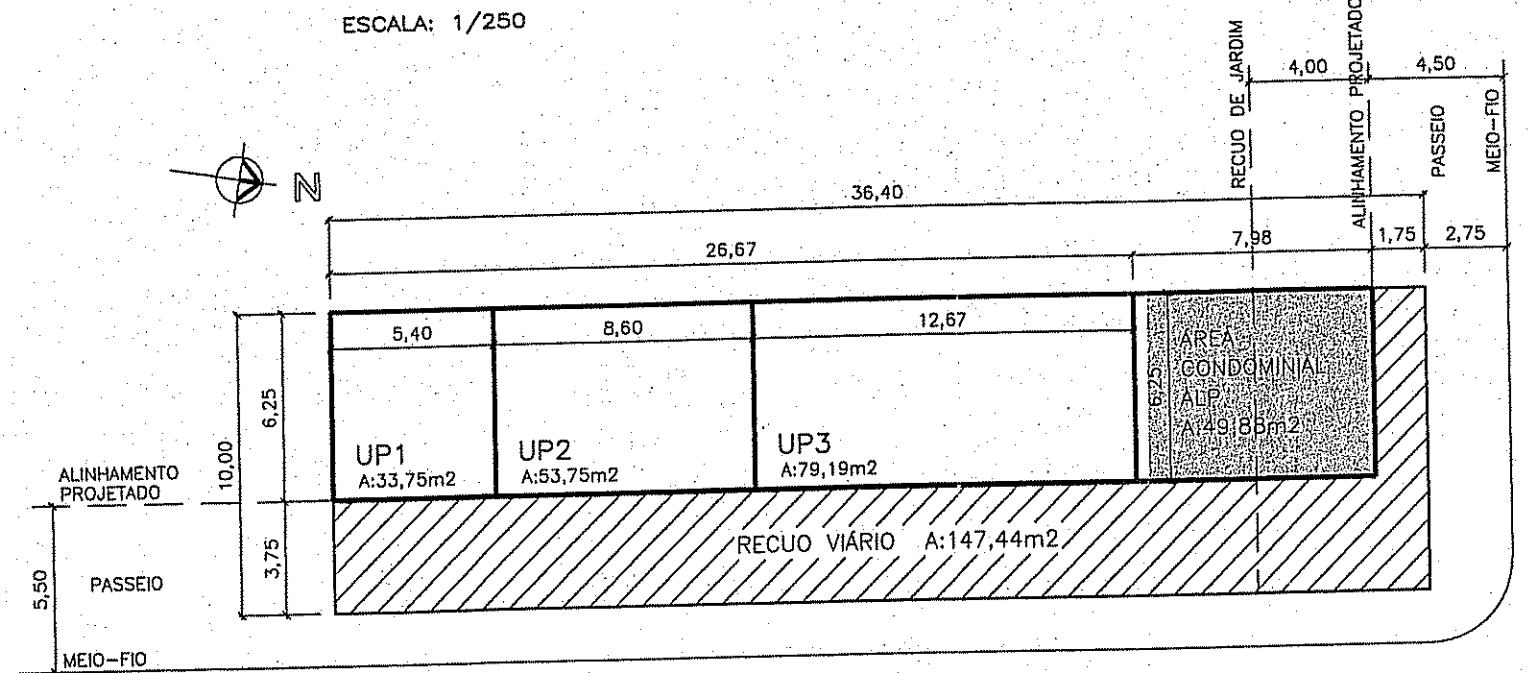 ESCALA: 1/250
RECUO DE JARDIM
4,00
ALINHAMENTO PROJETADO
4,50
PASSEIO
MEIO-FIO
N
36,40
26,67
7,98
1,75
2,75
5,40
8,60
12,67
10,00
6,25
3,75
UP1
A:33,75m2
UP2
A:53,75m2
UP3
A:79,19m2
6,25
ÁREA
CONDOMINIAL
ALP
A:49,88m2
ALINHAMENTO
PROJETADO
RECUO VIÁRIO A:147,44m2
5,50
PASSEIO
MEIO-FIO